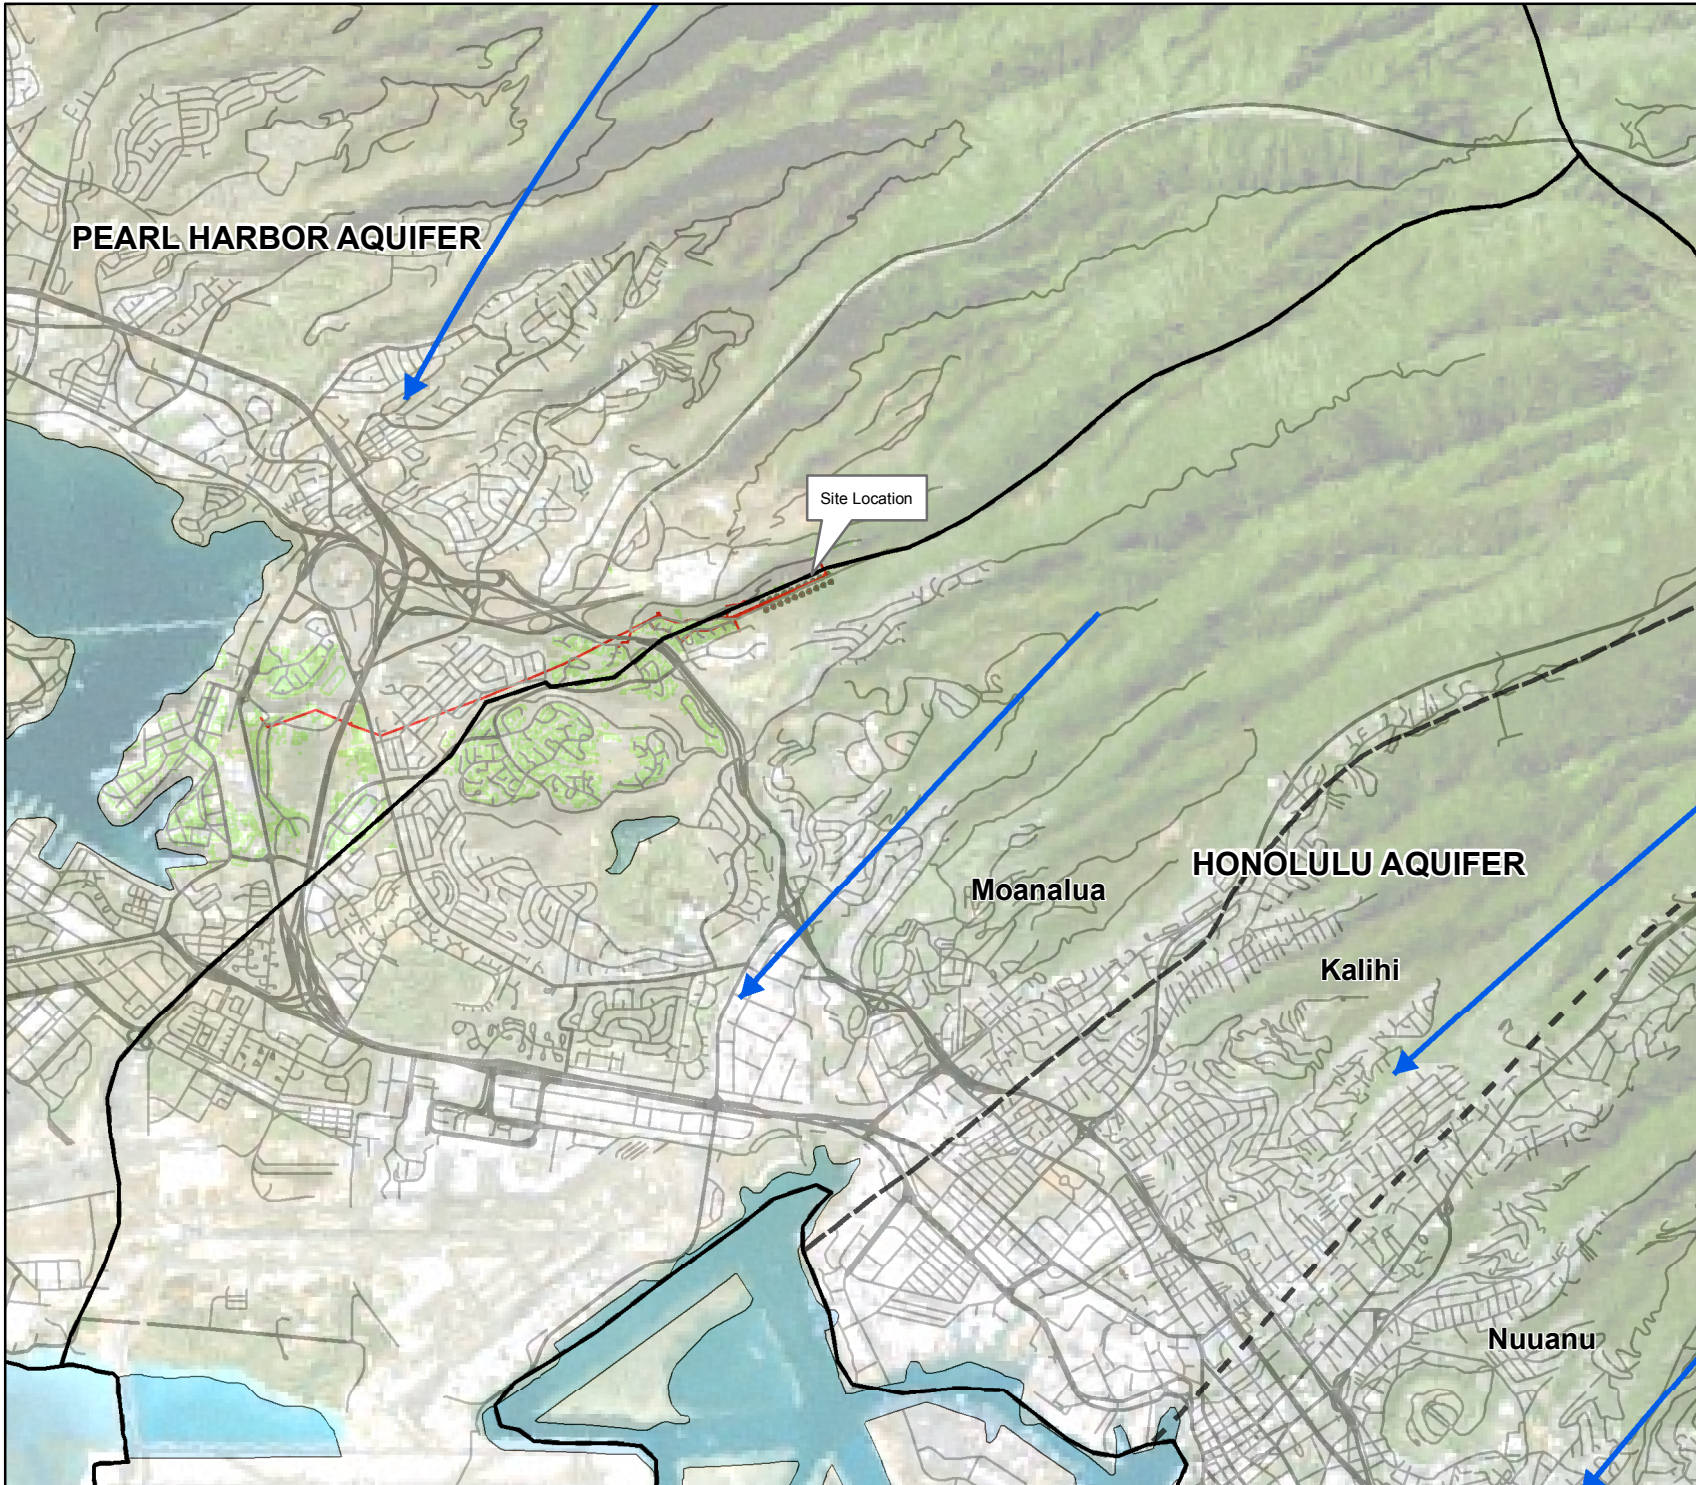 PEARL HARBOR AQUIFER
Site Location
HONOLULU AQUIFER
Moanalua
Kalihi
Nuuanu